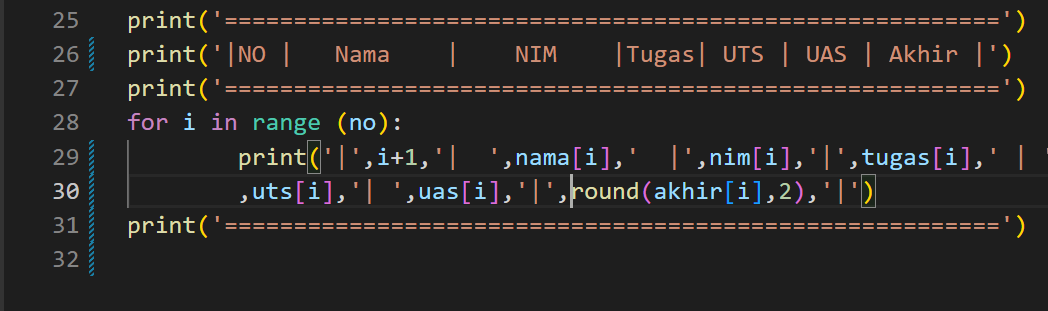 25 print('========================================================')
26 print('|NO |   Nama    |    NIM    |Tugas| UTS | UAS | Akhir |')
27 print('========================================================')
28 for i in range (no):
29         print('|',i+1,'|  ',nama[i],'  |',nim[i],'|',tugas[i],' | '
30         ,uts[i],'| ',uas[i],'|',round(akhir[i],2),'|')
31 print('========================================================')
32